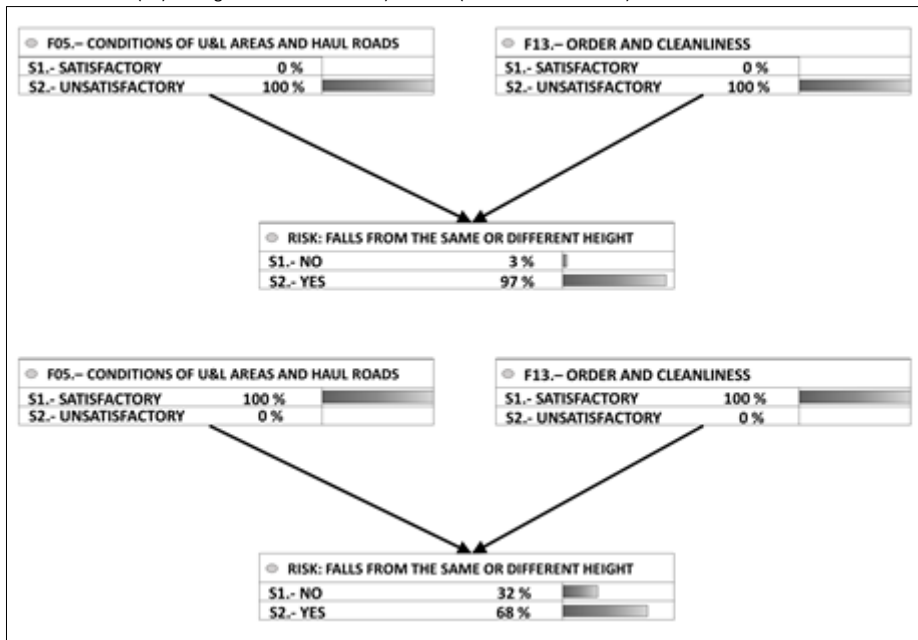 F05.– CONDITIONS OF U&L AREAS AND HAUL ROADS
S1.- SATISFACTORY 0 %
S2.- UNSATISFACTORY 100 %
F13.– ORDER AND CLEANLINESS
S1.- SATISFACTORY 0 %
S2.- UNSATISFACTORY 100 %
RISK: FALLS FROM THE SAME OR DIFFERENT HEIGHT
S1.- NO 3 %
S2.- YES 97 %
F05.– CONDITIONS OF U&L AREAS AND HAUL ROADS
S1.- SATISFACTORY 100 %
S2.- UNSATISFACTORY 0 %
F13.– ORDER AND CLEANLINESS
S1.- SATISFACTORY 100 %
S2.- UNSATISFACTORY 0 %
RISK: FALLS FROM THE SAME OR DIFFERENT HEIGHT
S1.- NO 32 %
S2.- YES 68 %